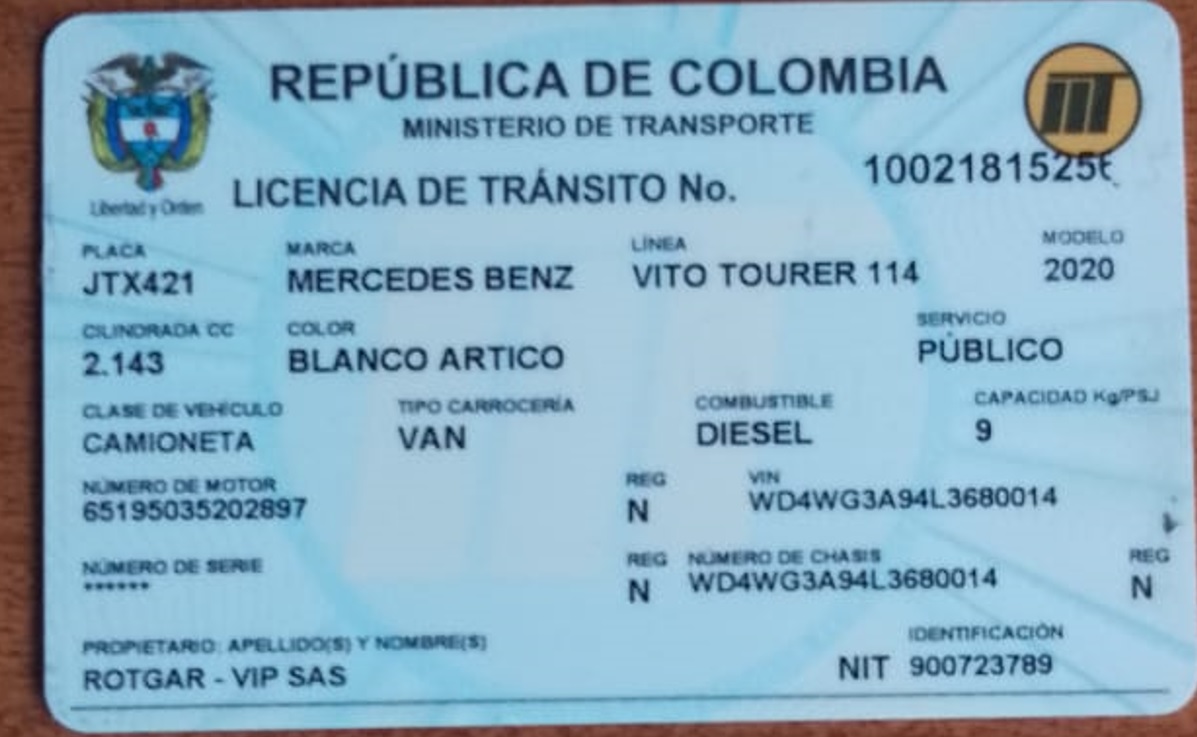 REPÚBLICA DE COLOMBIA
MINISTERIO DE TRANSPORTE
Libertad y Orden
LICENCIA DE TRÁNSITO No. 10021815256
PLACA MARCA LÍNEA MODELO
JTX421 MERCEDES BENZ VITO TOURER 114 2020
CILINDRADA CC COLOR SERVICIO
2.143 BLANCO ARTICO PÚBLICO
CLASE DE VEHÍCULO TIPO CARROCERÍA COMBUSTIBLE CAPACIDAD Kg/PSJ
CAMIONETA VAN DIESEL 9
NÚMERO DE MOTOR REG VIN
65195035202897 N WD4WG3A94L3680014
NÚMERO DE SERIE REG NÚMERO DE CHASIS REG
****** N WD4WG3A94L3680014 N
PROPIETARIO: APELLIDO(S) Y NOMBRE(S) IDENTIFICACIÓN
ROTGAR - VIP SAS NIT 900723789